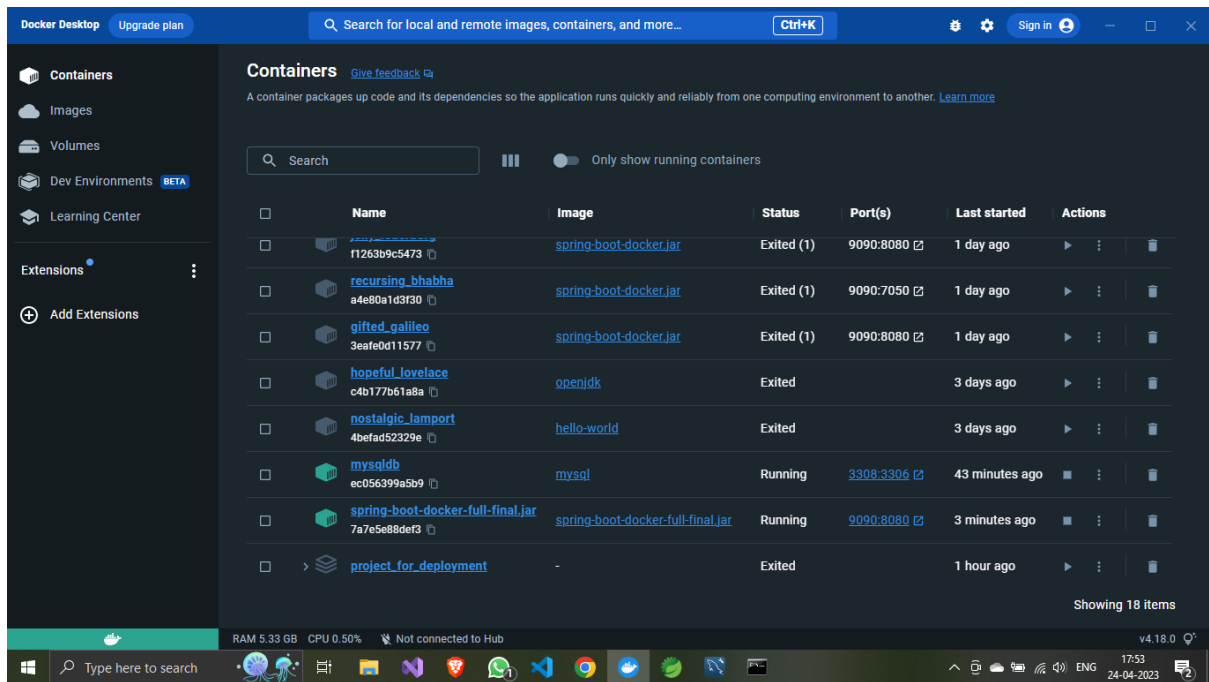 Docker Desktop Upgrade plan Search for local and remote images, containers, and more... Ctrl+K Sign in
Containers
Images
Volumes
Dev Environments BETA
Learning Center
Extensions
Add Extensions
Containers Give feedback
A container packages up code and its dependencies so the application runs quickly and reliably from one computing environment to another. Learn more
Search Only show running containers
Name Image Status Port(s) Last started Actions
spring-boot-docker.jar Exited (1) 9090:8080 1 day ago
f1263b9c5473
recursing_bhabha spring-boot-docker.jar Exited (1) 9090:7050 1 day ago
a4e80a1d3f30
gifted_galileo spring-boot-docker.jar Exited (1) 9090:8080 1 day ago
3eafe0d11577
hopeful_lovelace openjdk Exited 3 days ago
c4b177b61a8a
nostalgic_lamport hello-world Exited 3 days ago
4befad52329e
mysqldb mysql Running 3308:3306 43 minutes ago
ec056399a5b9
spring-boot-docker-full-final.jar spring-boot-docker-full-final.jar Running 9090:8080 3 minutes ago
7a7e5e88def3
project_for_deployment - Exited 1 hour ago
Showing 18 items
RAM 5.33 GB CPU 0.50% Not connected to Hub v4.18.0
Type here to search ENG 17:53
24-04-2023 2